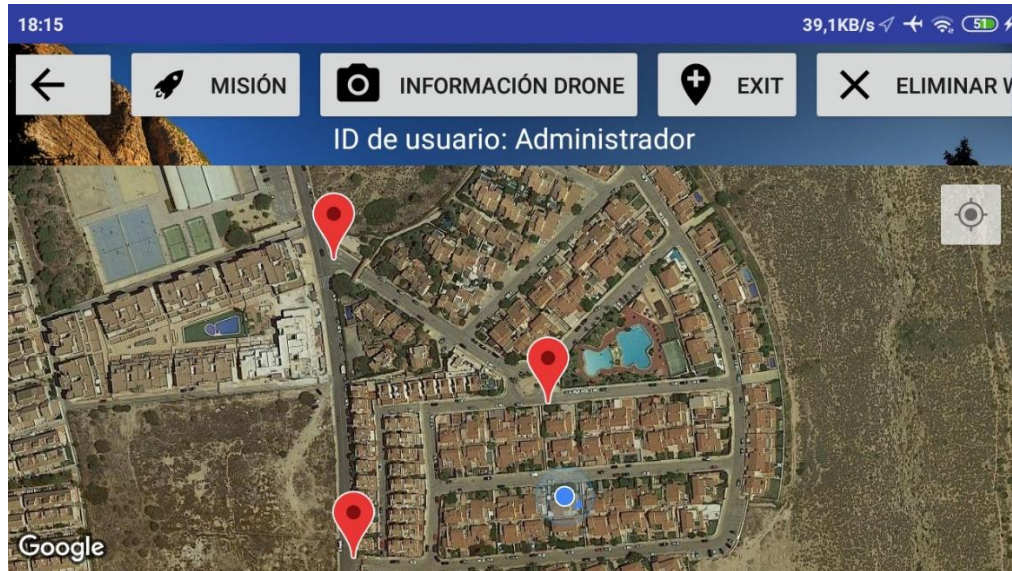 18:15 39,1KB/s 51
MISIÓN INFORMACIÓN DRONE EXIT ELIMINAR W
ID de usuario: Administrador
Google